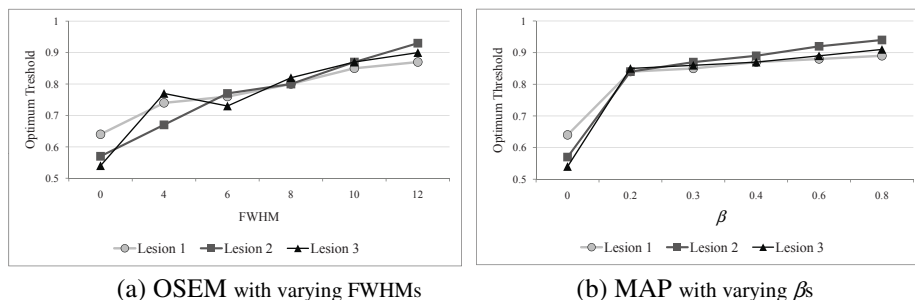 Optimum Treshold
1
0.9
0.8
0.7
0.6
0.5
0 4 6 8 10 12
FWHM
Lesion 1 Lesion 2 Lesion 3
(a) OSEM with varying FWHMs
Optimum Threshold
1
0.9
0.8
0.7
0.6
0.5
0 0.2 0.3 0.4 0.6 0.8
β
Lesion 1 Lesion 2 Lesion 3
(b) MAP with varying βs